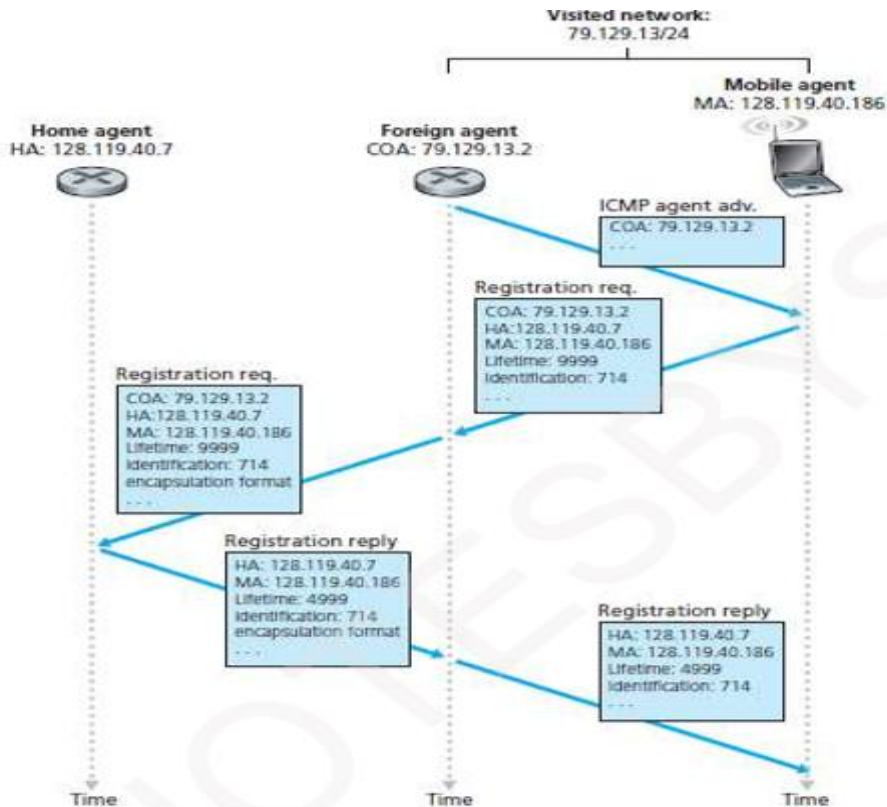 Visited network:
79.129.13/24
Mobile agent
MA: 128.119.40.186
Home agent
HA: 128.119.40.7
Foreign agent
COA: 79.129.13.2
ICMP agent adv.
COA: 79.129.13.2
. . .
Registration req.
COA: 79.129.13.2
HA:128.119.40.7
MA: 128.119.40.186
Lifetime: 9999
Identification: 714
. . .
Registration req.
COA: 79.129.13.2
HA:128.119.40.7
MA: 128.119.40.186
Lifetime: 9999
Identification: 714
encapsulation format
. . .
Registration reply
HA: 128.119.40.7
MA: 128.119.40.186
Lifetime: 4999
Identification: 714
encapsulation format
. . .
Registration reply
HA: 128.119.40.7
MA: 128.119.40.186
Lifetime: 4999
Identification: 714
. . .
Time
Time
Time
OTESBYS